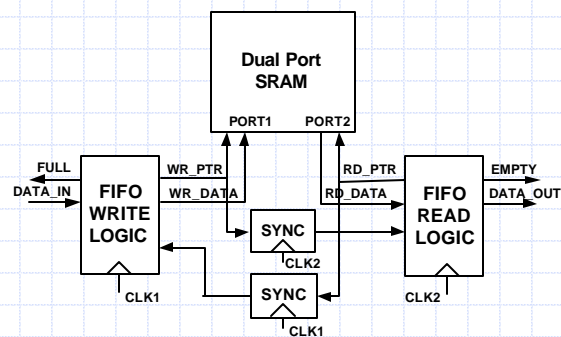 Dual Port
SRAM
PORT1
PORT2
FULL
WR_PTR
RD_PTR
EMPTY
DATA_IN
WR_DATA
RD_DATA
DATA_OUT
FIFO
WRITE
LOGIC
FIFO
READ
LOGIC
SYNC
CLK2
SYNC
CLK1
CLK2
CLK1